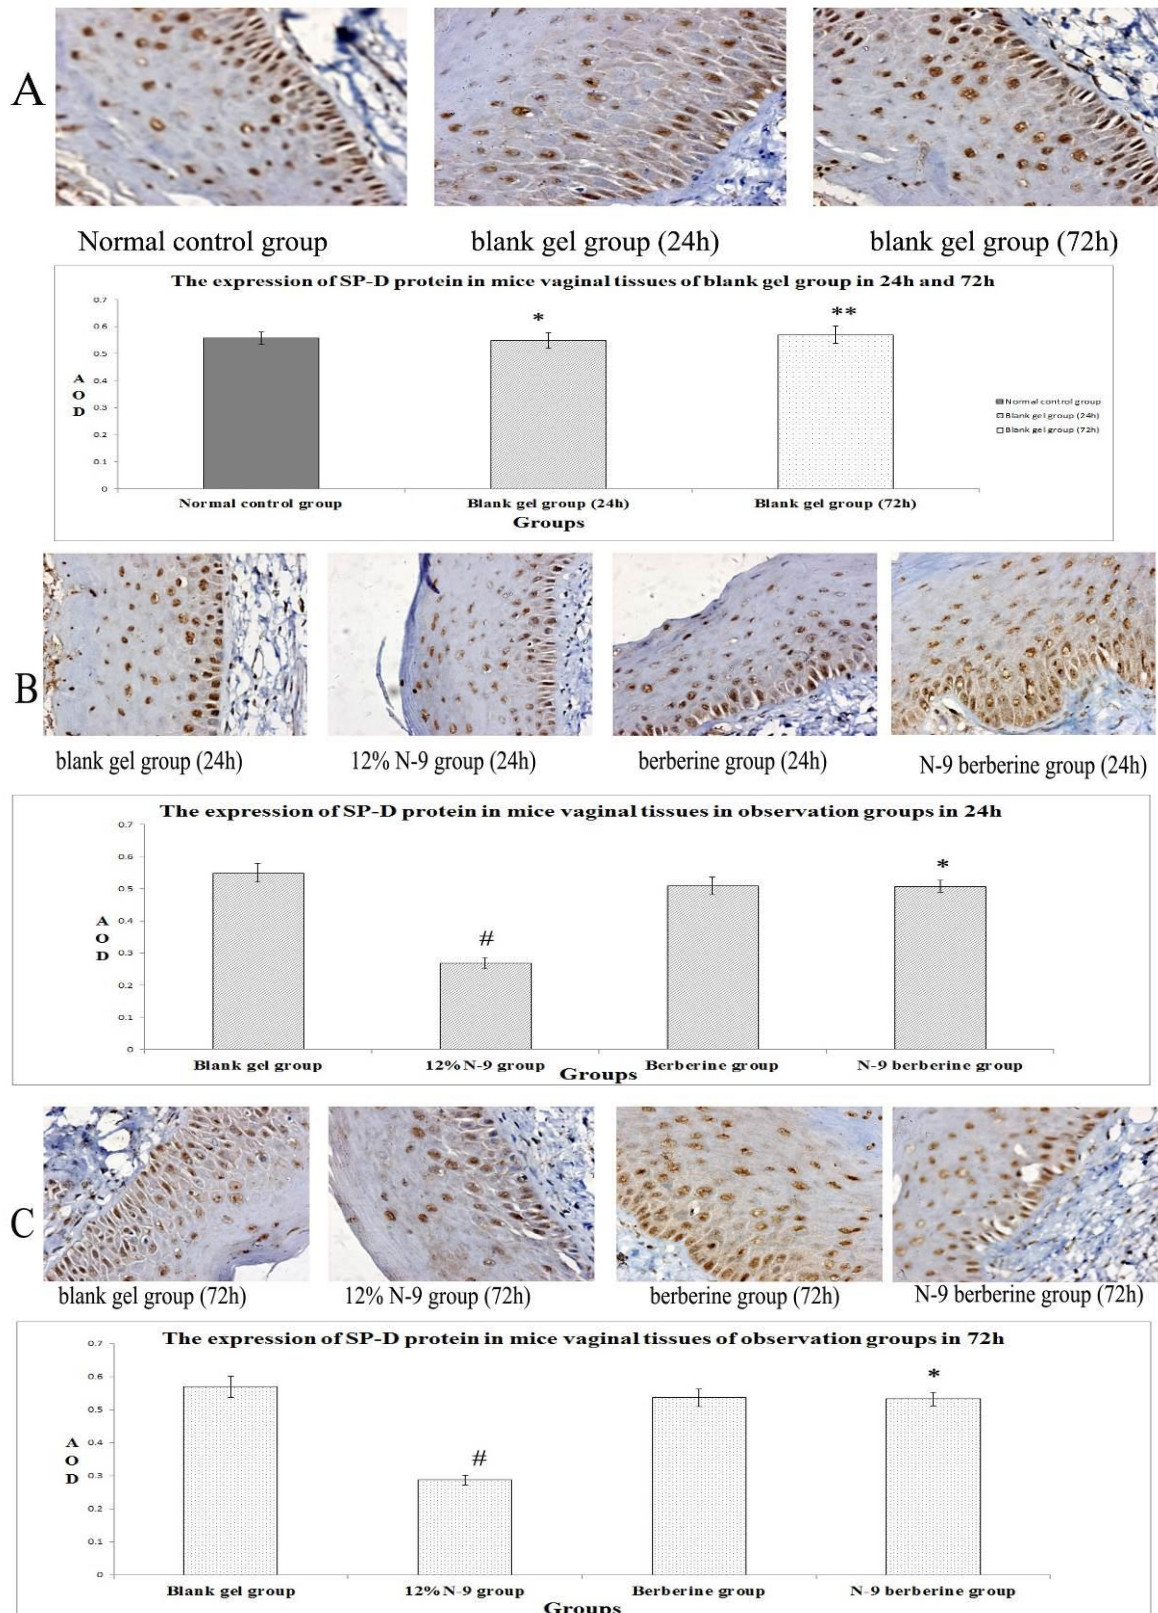 A
Normal control group
blank gel group (24h)
blank gel group (72h)
The expression of SP-D protein in mice vaginal tissues of blank gel group in 24h and 72h
0.7
0.6
0.5
0.4
0.3
0.2
0.1
0
A
O
D
*
**
Normal control group
Blank gel group (24h)
Blank gel group (72h)
Normal control group
Blank gel group (24h)
Blank gel group (72h)
Groups
B
blank gel group (24h)
12% N-9 group (24h)
berberine group (24h)
N-9 berberine group (24h)
The expression of SP-D protein in mice vaginal tissues in observation groups in 24h
0.7
0.6
0.5
0.4
0.3
0.2
0.1
0
A
O
D
#
*
Blank gel group
12% N-9 group
Berberine group
N-9 berberine group
Groups
C
blank gel group (72h)
12% N-9 group (72h)
berberine group (72h)
N-9 berberine group (72h)
The expression of SP-D protein in mice vaginal tissues of observation groups in 72h
0.7
0.6
0.5
0.4
0.3
0.2
0.1
0
A
O
D
#
*
Blank gel group
12% N-9 group
Berberine group
N-9 berberine group
Groups